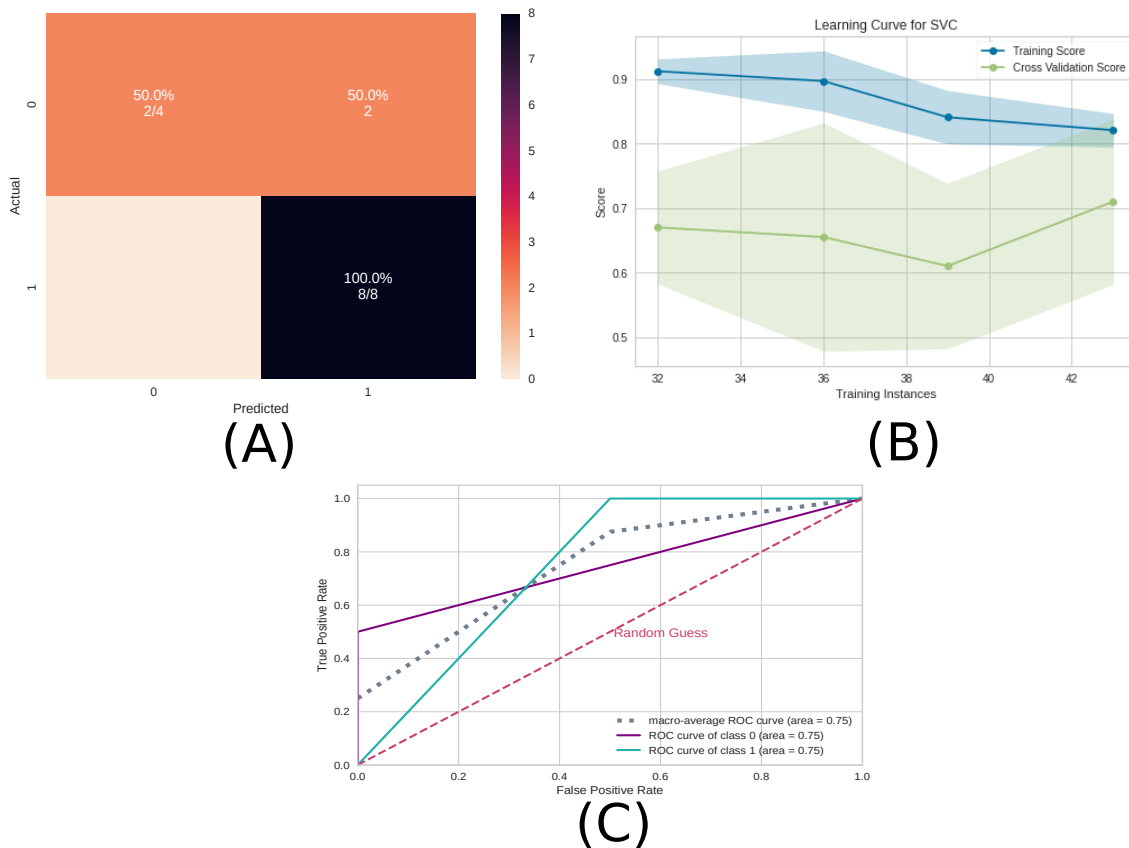 50.0%
2/4
50.0%
2
100.0%
8/8
0
1
Actual
0
1
Predicted
8
7
6
5
4
3
2
1
0
(A)
Learning Curve for SVC
Training Score
Cross Validation Score
0.9
0.8
0.7
0.6
0.5
Score
32
34
36
38
40
42
Training Instances
(B)
1.0
0.8
0.6
0.4
0.2
0.0
True Positive Rate
Random Guess
macro-average ROC curve (area = 0.75)
ROC curve of class 0 (area = 0.75)
ROC curve of class 1 (area = 0.75)
0.0
0.2
0.4
0.6
0.8
1.0
False Positive Rate
(C)